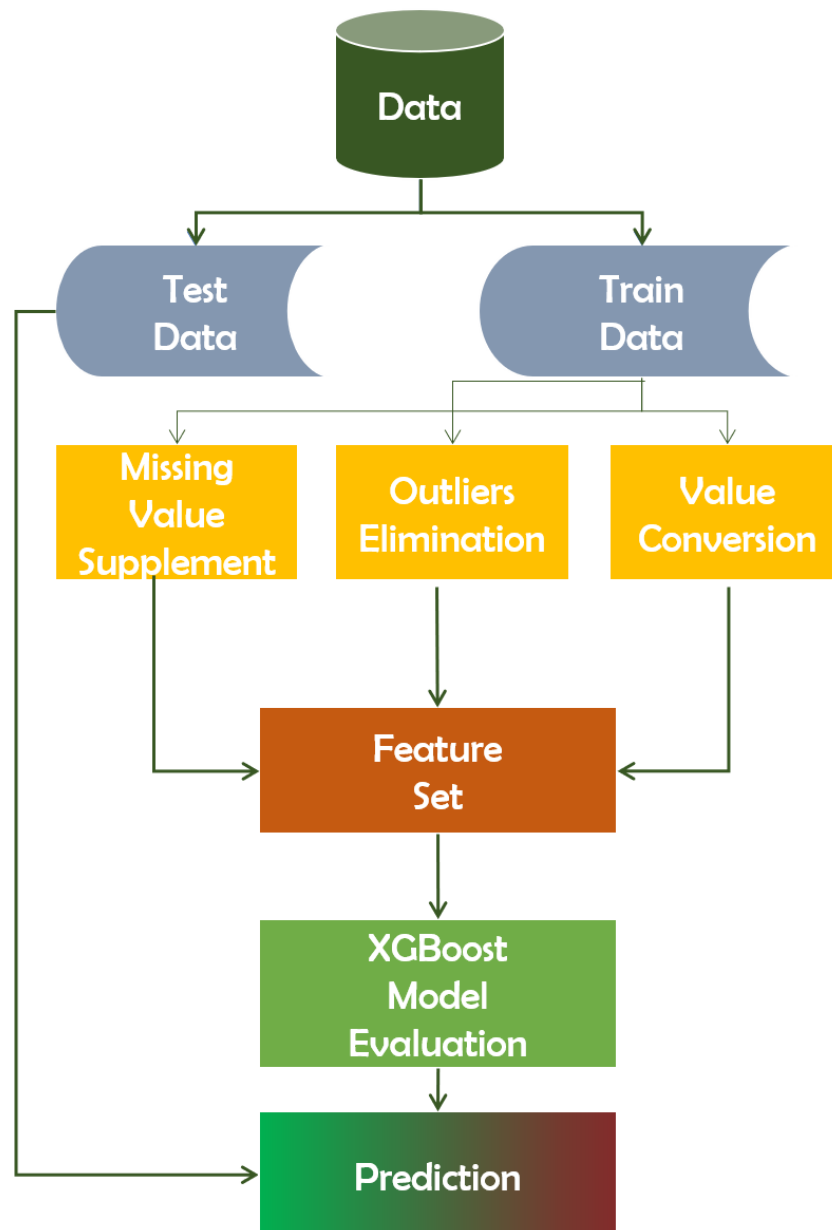 Data
Test
Data
Train
Data
Missing
Value
Supplement
Outliers
Elimination
Value
Conversion
Feature
Set
XGBoost
Model
Evaluation
Prediction